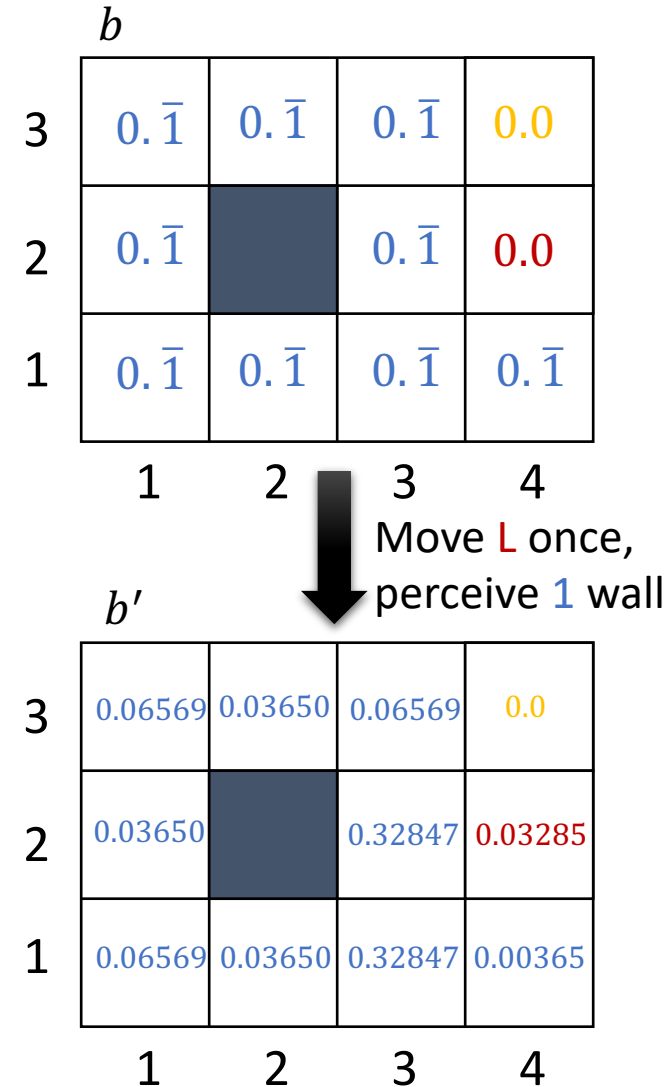 b
3 0.1̅ 0.1̅ 0.1̅ 0.0
2 0.1̅ 0.1̅ 0.0
1 0.1̅ 0.1̅ 0.1̅ 0.1̅
1 2 3 4
Move L once,
perceive 1 wall
b′
3 0.06569 0.03650 0.06569 0.0
2 0.03650 0.32847 0.03285
1 0.06569 0.03650 0.32847 0.00365
1 2 3 4